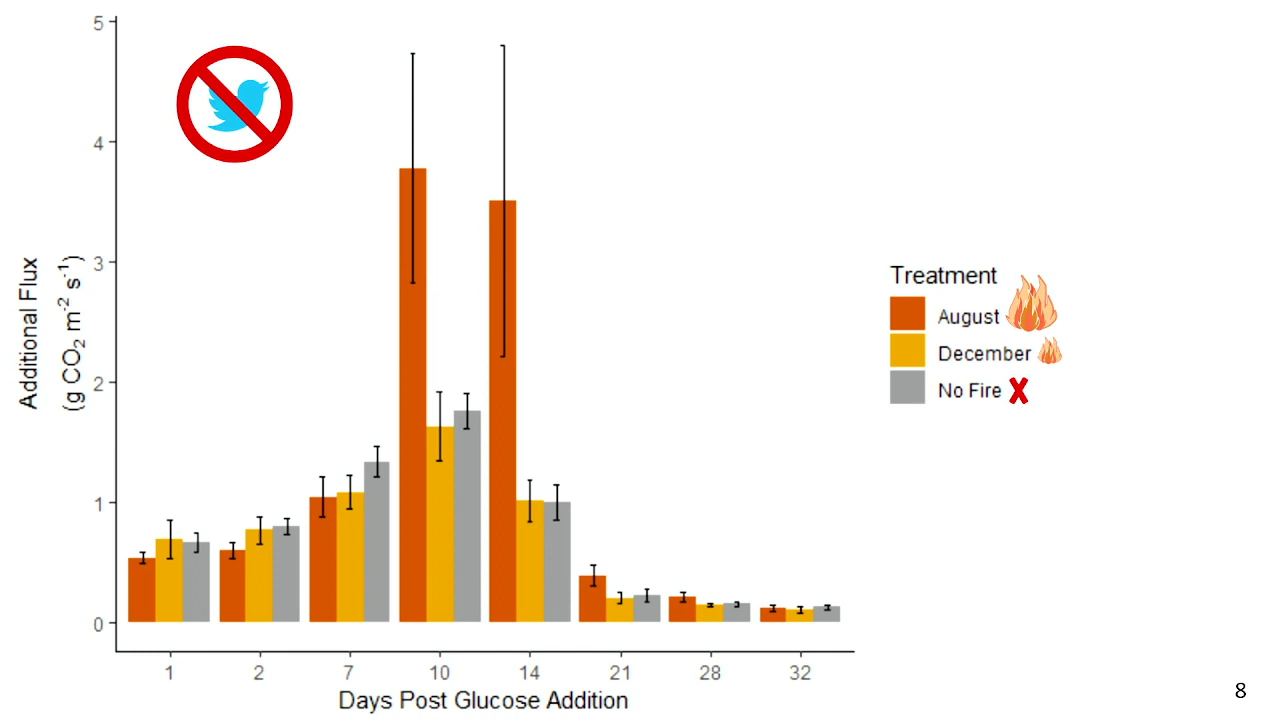 5
4
3
2
1
0
Additional Flux
(g CO₂ m⁻² s⁻¹)
1 2 7 10 14 21 28 32
Days Post Glucose Addition
Treatment
August
December
No Fire
8